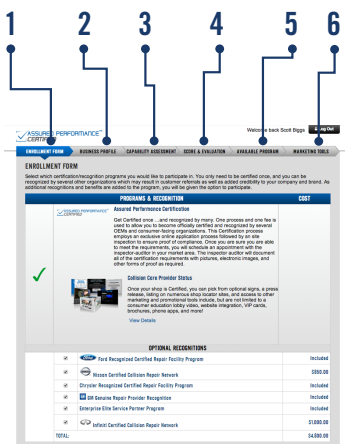 1 2 3 4 5 6
ASSURED PERFORMANCE
CERTIFIED
Welcome back Scott Biggs Log Out
ENROLLMENT FORM BUSINESS PROFILE CAPABILITY ASSESSMENT SCORE & EVALUATION AVAILABLE PROGRAM MARKETING TOOLS
ENROLLMENT FORM
Select which certification/recognition programs you would like to participate in. You only need to be certified once, and you can be
recognized by several other organizations which may result in customer referrals as well as added credibility to your company and brand. As
additional recognitions and benefits are added to the program, you will be given the option to participate.
PROGRAMS & RECOGNITION COST
ASSURED PERFORMANCE
CERTIFIED
Assured Performance Certification
Get Certified once ...and recognized by many. One process and one fee is
used to allow you to become officially certified and recognized by several
OEMs and consumer-facing organizations. This Certification process
employs an exclusive online application process followed by on site
inspection to ensure proof of compliance. Once you are sure you are able
to meet the requirements, you will schedule an appointment with the
inspector-auditor in your market area. The inspector auditor will document
all of the certification requirements with pictures, electronic images, and
other forms of proof as required.
Collision Care Provider Status
Once your shop is Certified, you can pick from optional signs, a press
release, listing on numerous shop locator sites, and access to other
marketing and promotional tools include, but are not limited to a
consumer education lobby video, website integration, VIP cards,
brochures, phone apps, and more!
View Details
OPTIONAL RECOGNITIONS
Ford Recognized Certified Repair Facility Program Included
Nissan Certified Collision Repair Network $950.00
Chrysler Recognized Certified Repair Facility Program Included
GM Genuine Repair Provider Recognition Included
Enterprise Elite Service Partner Program Included
Infiniti Certified Collision Repair Network
TOTAL: